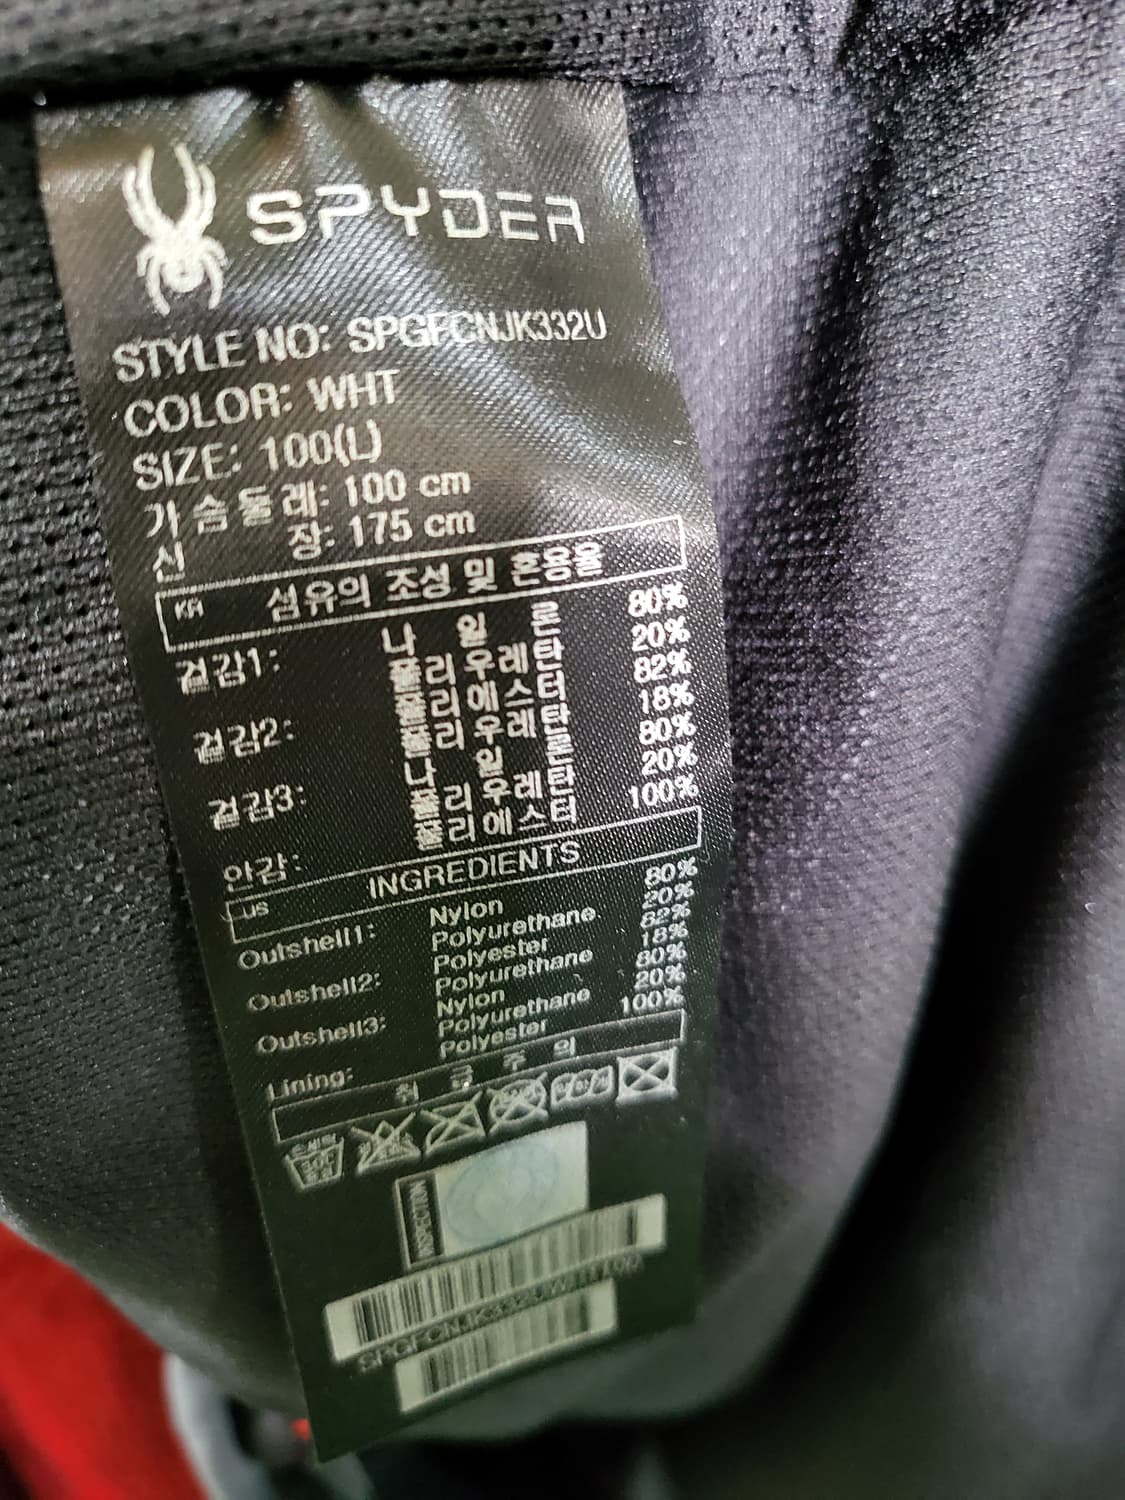 SPYDER
STYLE NO: SPGFCNJK332U
COLOR: WHT
SIZE: 100(L)
가슴둘레: 100 cm
신 장: 175 cm
KR 섬유의 조성 및 혼용율
겉감1: 나 일 론 80%
폴리우레탄 20%
겉감2: 폴리에스터 82%
폴리우레탄 18%
겉감3: 나 일 론 80%
폴리우레탄 20%
안감: 폴리에스터 100%
US INGREDIENTS
Outshell1: Nylon 80%
Polyurethane 20%
Outshell2: Polyester 82%
Polyurethane 18%
Outshell3: Nylon 80%
Polyurethane 20%
Lining: Polyester 100%
취 급 주 의
손세탁